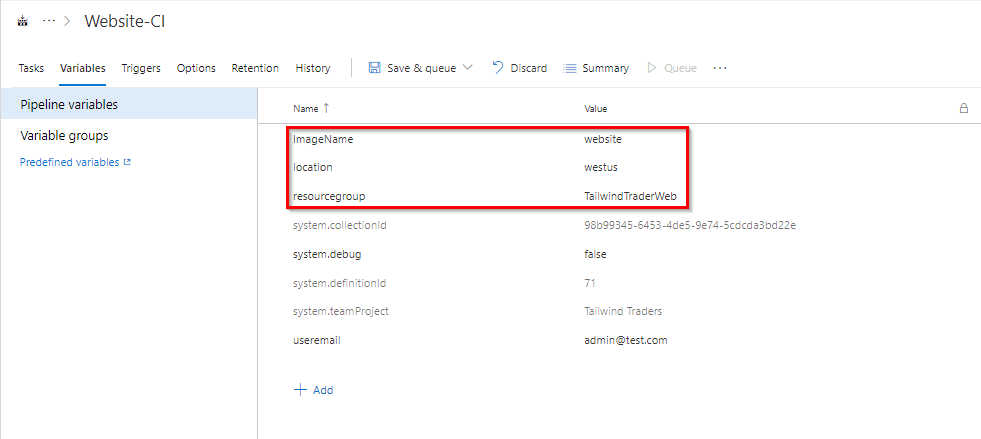 ··· > Website-CI
Tasks Variables Triggers Options Retention History Save & queue Discard Summary Queue ···
Pipeline variables
Variable groups
Predefined variables
Name ↑ Value
ImageName website
location westus
resourcegroup TailwindTraderWeb
system.collectionId 98b99345-6453-4de5-9e74-5cdcda3bd22e
system.debug false
system.definitionId 71
system.teamProject Tailwind Traders
useremail admin@test.com
+ Add